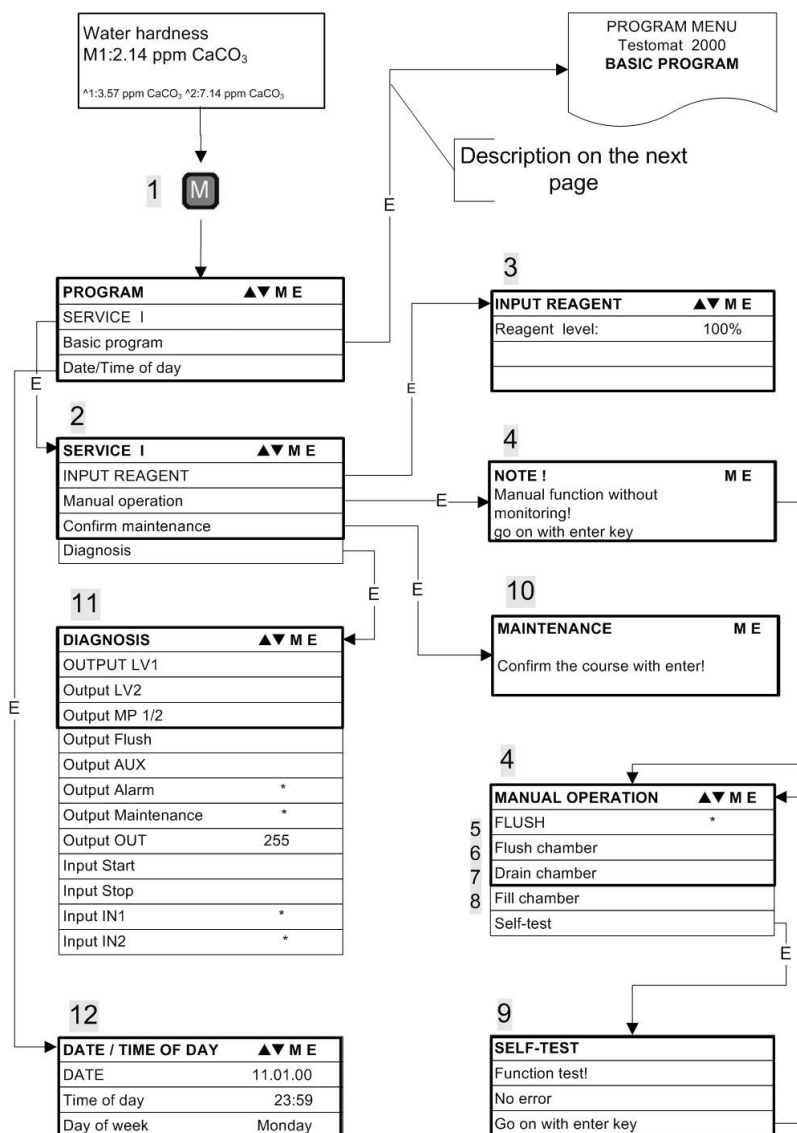 Water hardness
M1:2.14 ppm CaCO₃
^1:3.57 ppm CaCO₃ ^2:7.14 ppm CaCO₃
PROGRAM MENU
Testomat 2000
BASIC PROGRAM
Description on the next
page
1 M
E
PROGRAM ▲▼ M E
SERVICE I
Basic program
Date/Time of day
E
3
INPUT REAGENT ▲▼ M E
Reagent level: 100%
E
2
SERVICE I ▲▼ M E
INPUT REAGENT
Manual operation
Confirm maintenance
Diagnosis
E
4
NOTE ! M E
Manual function without
monitoring!
go on with enter key
E
E
10
MAINTENANCE M E
Confirm the course with enter!
11
DIAGNOSIS ▲▼ M E
OUTPUT LV1
Output LV2
Output MP 1/2
Output Flush
Output AUX
Output Alarm *
Output Maintenance *
Output OUT 255
Input Start
Input Stop
Input IN1 *
Input IN2 *
E
4
MANUAL OPERATION ▲▼ M E
5 FLUSH *
6 Flush chamber
7 Drain chamber
8 Fill chamber
Self-test
E
12
DATE / TIME OF DAY ▲▼ M E
DATE 11.01.00
Time of day 23:59
Day of week Monday
9
SELF-TEST
Function test!
No error
Go on with enter key